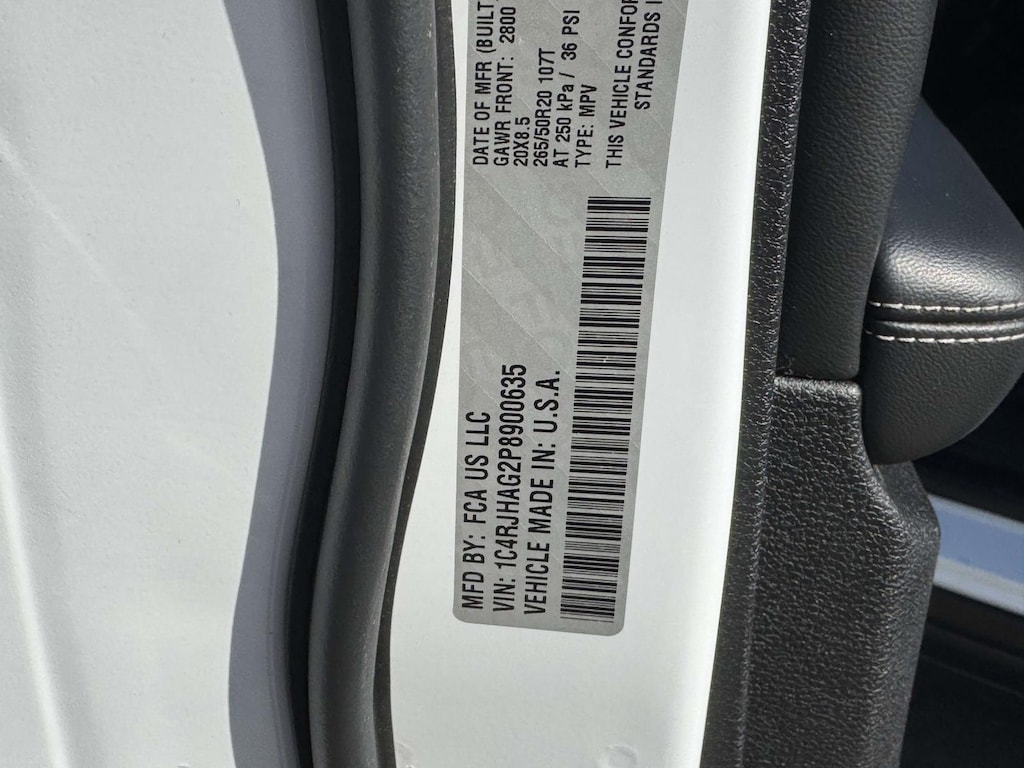 MFD BY: FCA US LLC
VIN: 1C4RJHAG2P8900635
VEHICLE MADE IN: U.S.A.
DATE OF MFR (BUILT
GAWR FRONT: 2800
20X8.5
265/50R20 107T
AT 250 kPa / 36 PSI
TYPE: MPV
THIS VEHICLE CONFOR
STANDARDS I